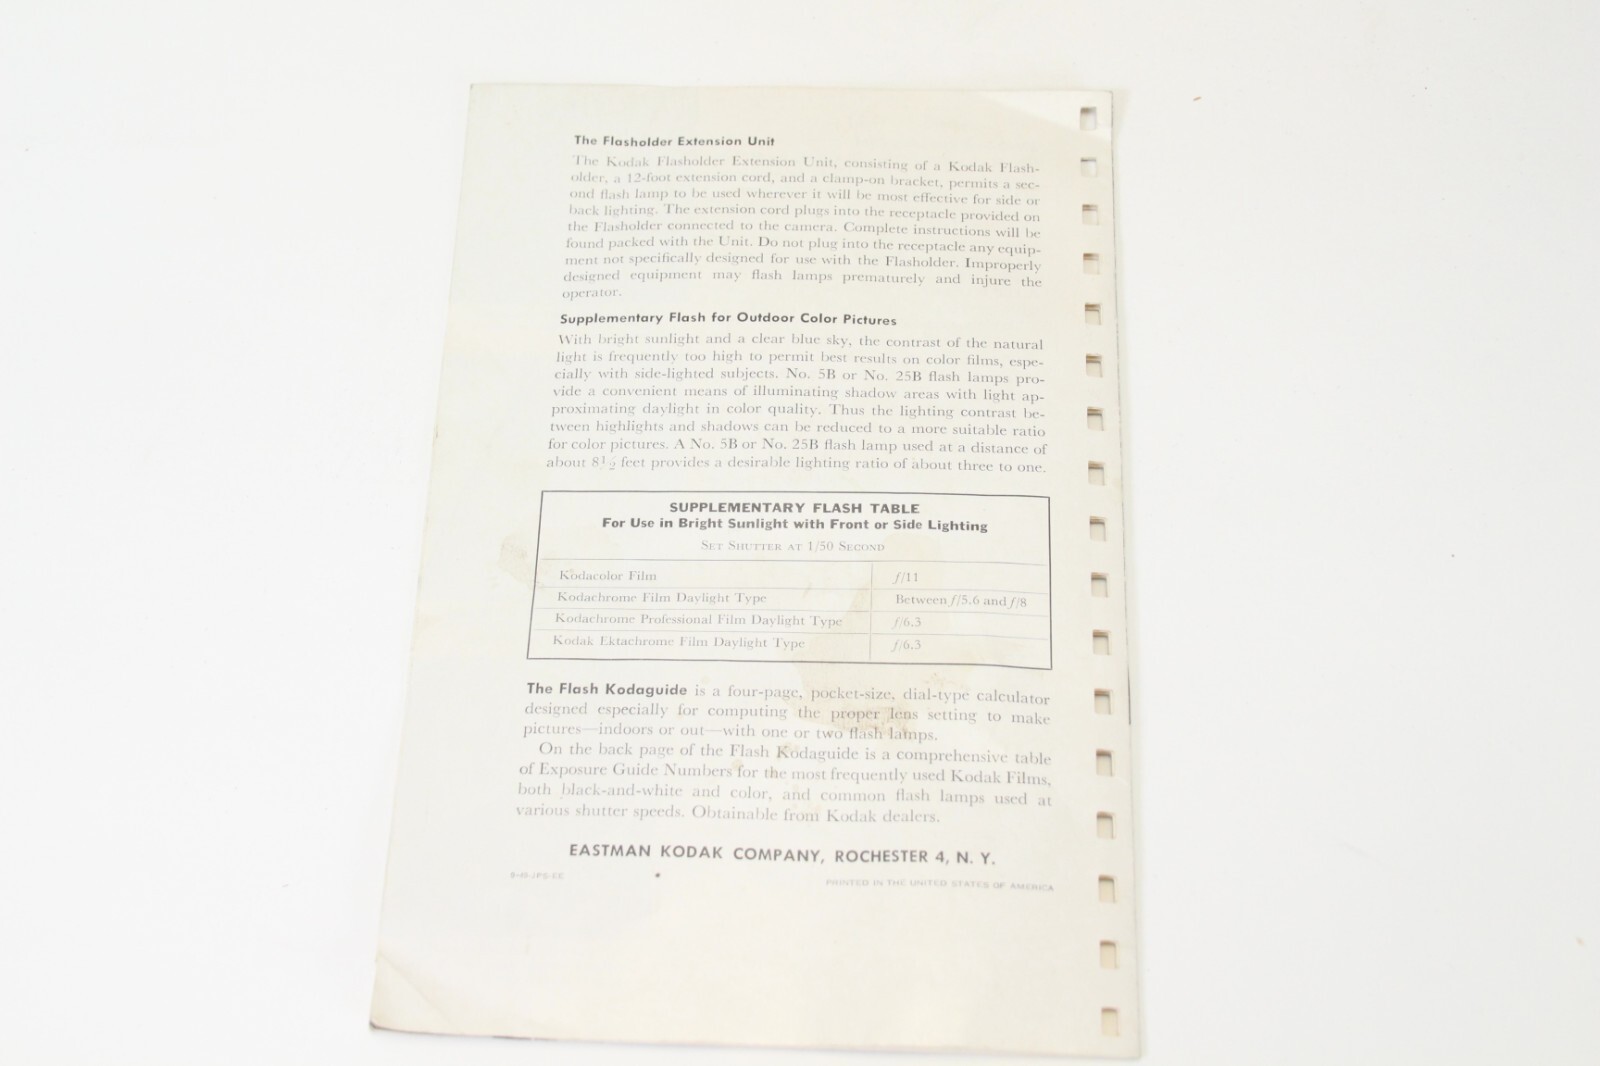 The Flasholder Extension Unit
The Kodak Flasholder Extension Unit, consisting of a Kodak Flash-
older, a 12-foot extension cord, and a clamp-on bracket, permits a sec-
ond flash lamp to be used wherever it will be most effective for side or
back lighting. The extension cord plugs into the receptacle provided on
the Flasholder connected to the camera. Complete instructions will be
found packed with the Unit. Do not plug into the receptacle any equip-
ment not specifically designed for use with the Flasholder. Improperly
designed equipment may flash lamps prematurely and injure the
operator.
Supplementary Flash for Outdoor Color Pictures
With bright sunlight and a clear blue sky, the contrast of the natural
light is frequently too high to permit best results on color films, espe-
cially with side-lighted subjects. No. 5B or No. 25B flash lamps pro-
vide a convenient means of illuminating shadow areas with light ap-
proximating daylight in color quality. Thus the lighting contrast be-
tween highlights and shadows can be reduced to a more suitable ratio
for color pictures. A No. 5B or No. 25B flash lamp used at a distance of
about 8½ feet provides a desirable lighting ratio of about three to one.
SUPPLEMENTARY FLASH TABLE
For Use in Bright Sunlight with Front or Side Lighting
SET SHUTTER AT 1/50 SECOND
Kodacolor Film f/11
Kodachrome Film Daylight Type Between f/5.6 and f/8
Kodachrome Professional Film Daylight Type f/6.3
Kodak Ektachrome Film Daylight Type f/6.3
The Flash Kodaguide is a four-page, pocket-size, dial-type calculator
designed especially for computing the proper lens setting to make
pictures—indoors or out—with one or two flash lamps.
On the back page of the Flash Kodaguide is a comprehensive table
of Exposure Guide Numbers for the most frequently used Kodak Films,
both black-and-white and color, and common flash lamps used at
various shutter speeds. Obtainable from Kodak dealers.
EASTMAN KODAK COMPANY, ROCHESTER 4, N. Y.
PRINTED IN THE UNITED STATES OF AMERICA